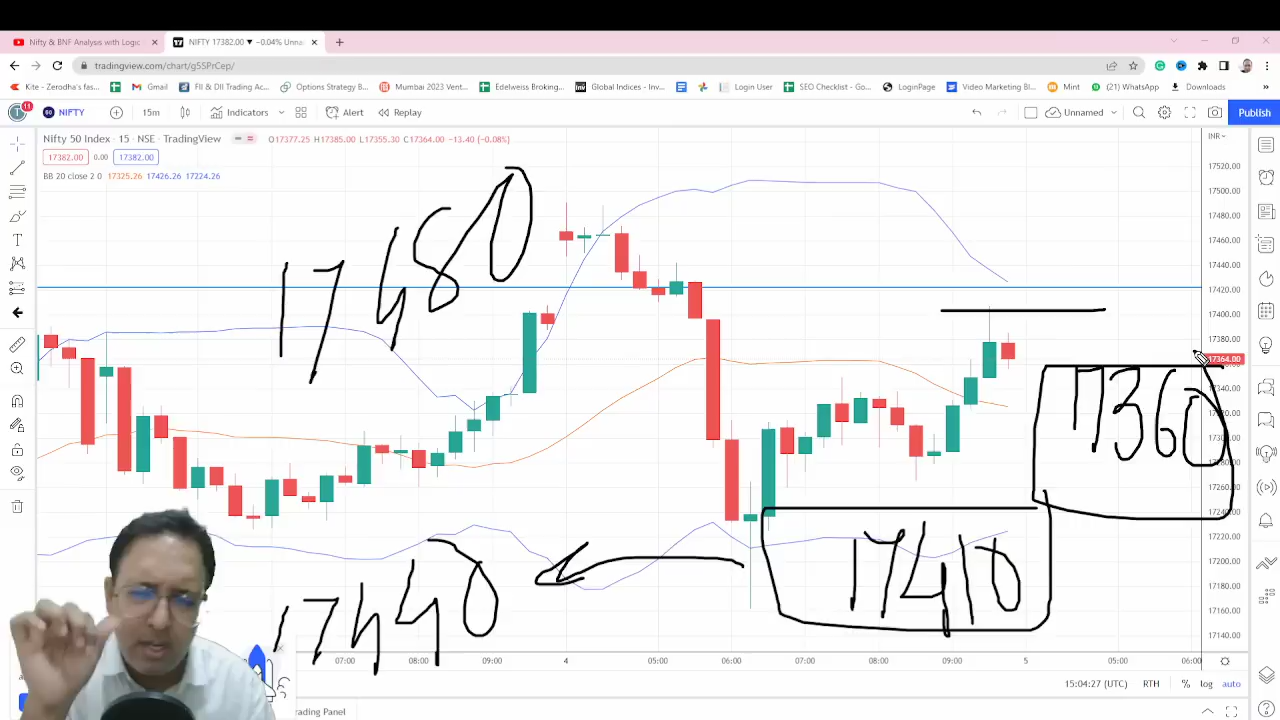 Nifty & BNF Analysis with Logic
NIFTY 17382.00 ▼ −0.04% Unna
tradingview.com/chart/g5SPrCep/
Kite - Zerodha's fas... Gmail FII & DII Trading Ac... Options Strategy B... Mumbai 2023 Vent... Edelweiss Broking... Global Indices - Inv... Login User SEO Checklist - Go... LoginPage Video Marketing Bl... Mint (21) WhatsApp Downloads »
11 NIFTY 15m Indicators Alert Replay Unnamed Publish
Nifty 50 Index · 15 · NSE · TradingView O17377.25 H17385.00 L17355.30 C17364.00 −13.40 (−0.08%) INR
17382.00 0.00 17382.00
BB 20 close 2 0 17325.26 17426.26 17224.26
17520.00
17500.00
17480.00
17460.00
17440.00
17420.00
17400.00
17380.00
17364.00
17340.00
17280.00
17260.00
17240.00
17220.00
17200.00
17180.00
17160.00
17140.00
17480
17360
17410
17440
07:00 08:00 09:00 4 05:00 06:00 07:00 08:00 09:00 5 05:00 06:00
15:04:27 (UTC) RTH % log auto
Trading Panel